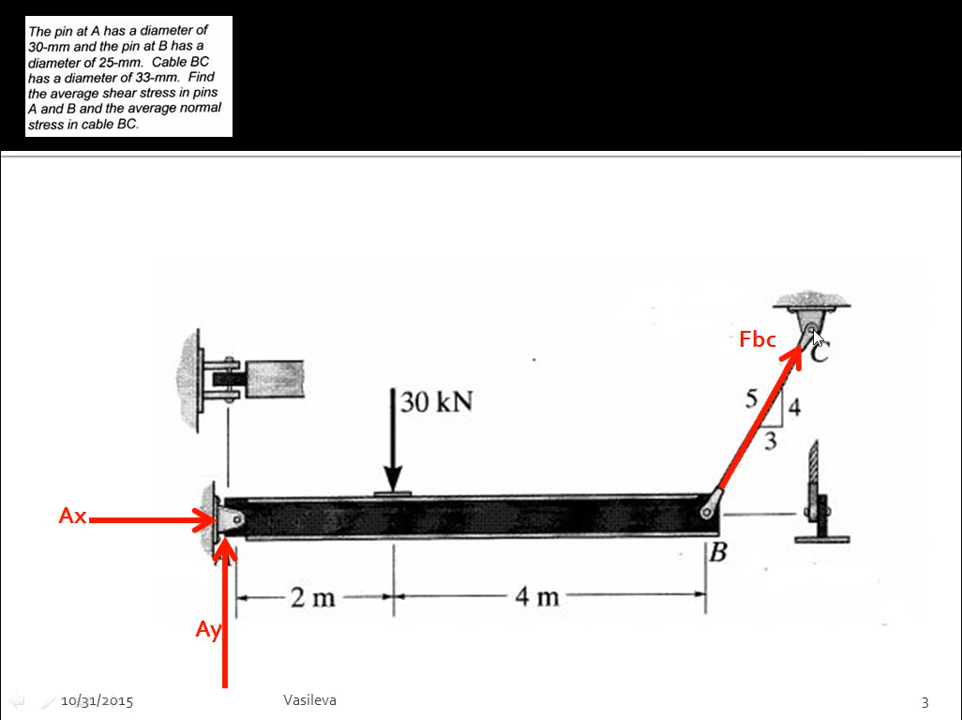 The pin at A has a diameter of
30-mm and the pin at B has a
diameter of 25-mm. Cable BC
has a diameter of 33-mm. Find
the average shear stress in pins
A and B and the average normal
stress in cable BC.
Fbc
C
30 kN
5
4
3
Ax
A
B
2 m
4 m
Ay
10/31/2015
Vasileva
3